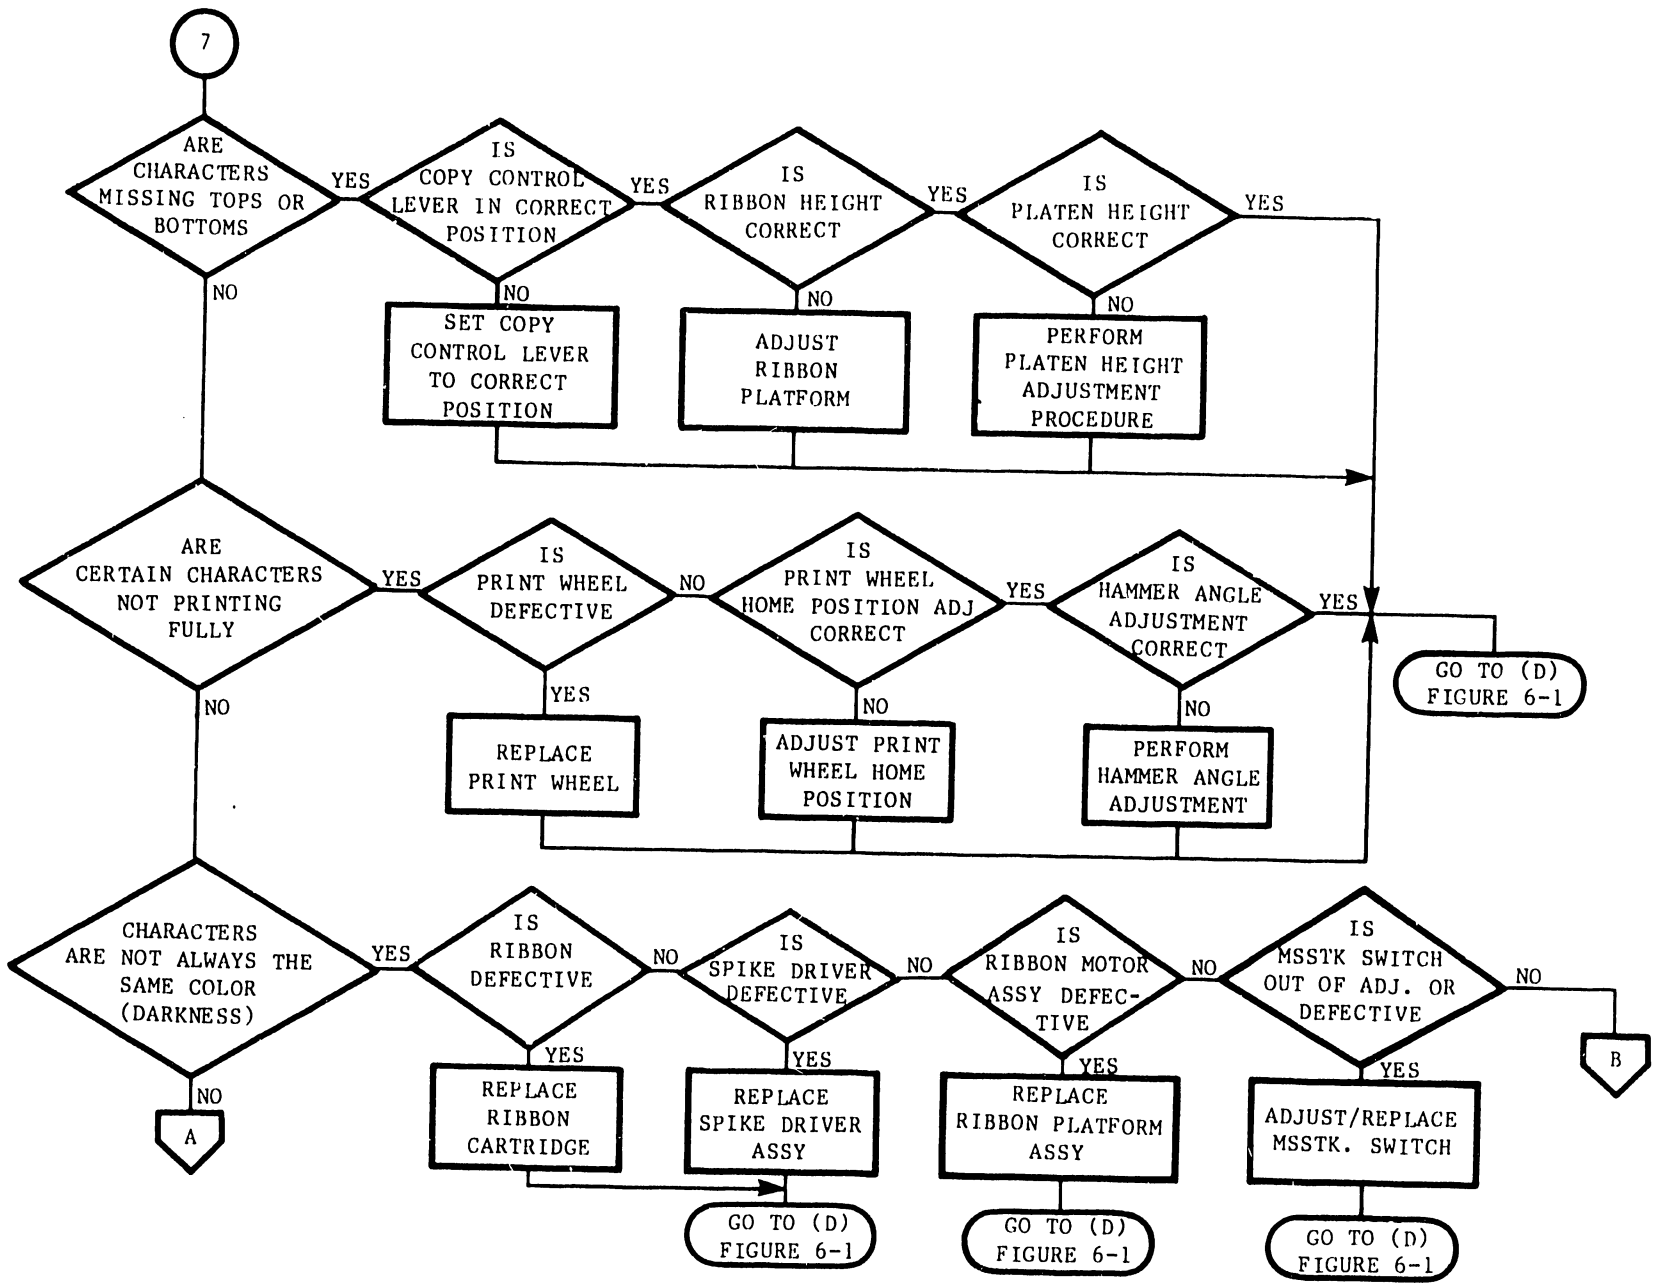 7
ARE
CHARACTERS
MISSING TOPS OR
BOTTOMS
YES
NO
IS
COPY CONTROL
LEVER IN CORRECT
POSITION
YES
NO
IS
RIBBON HEIGHT
CORRECT
YES
NO
IS
PLATEN HEIGHT
CORRECT
YES
NO
SET COPY
CONTROL LEVER
TO CORRECT
POSITION
ADJUST
RIBBON
PLATFORM
PERFORM
PLATEN HEIGHT
ADJUSTMENT
PROCEDURE
ARE
CERTAIN CHARACTERS
NOT PRINTING
FULLY
YES
NO
IS
PRINT WHEEL
DEFECTIVE
NO
YES
IS
PRINT WHEEL
HOME POSITION ADJ
CORRECT
YES
NO
IS
HAMMER ANGLE
ADJUSTMENT
CORRECT
YES
NO
GO TO (D)
FIGURE 6-1
REPLACE
PRINT WHEEL
ADJUST PRINT
WHEEL HOME
POSITION
PERFORM
HAMMER ANGLE
ADJUSTMENT
CHARACTERS
ARE NOT ALWAYS THE
SAME COLOR
(DARKNESS)
YES
NO
A
IS
RIBBON
DEFECTIVE
NO
YES
IS
SPIKE DRIVER
DEFECTIVE
NO
YES
IS
RIBBON MOTOR
ASSY DEFEC-
TIVE
NO
YES
IS
MSSTK SWITCH
OUT OF ADJ. OR
DEFECTIVE
NO
YES
B
REPLACE
RIBBON
CARTRIDGE
REPLACE
SPIKE DRIVER
ASSY
REPLACE
RIBBON PLATFORM
ASSY
ADJUST/REPLACE
MSSTK. SWITCH
GO TO (D)
FIGURE 6-1
GO TO (D)
FIGURE 6-1
GO TO (D)
FIGURE 6-1